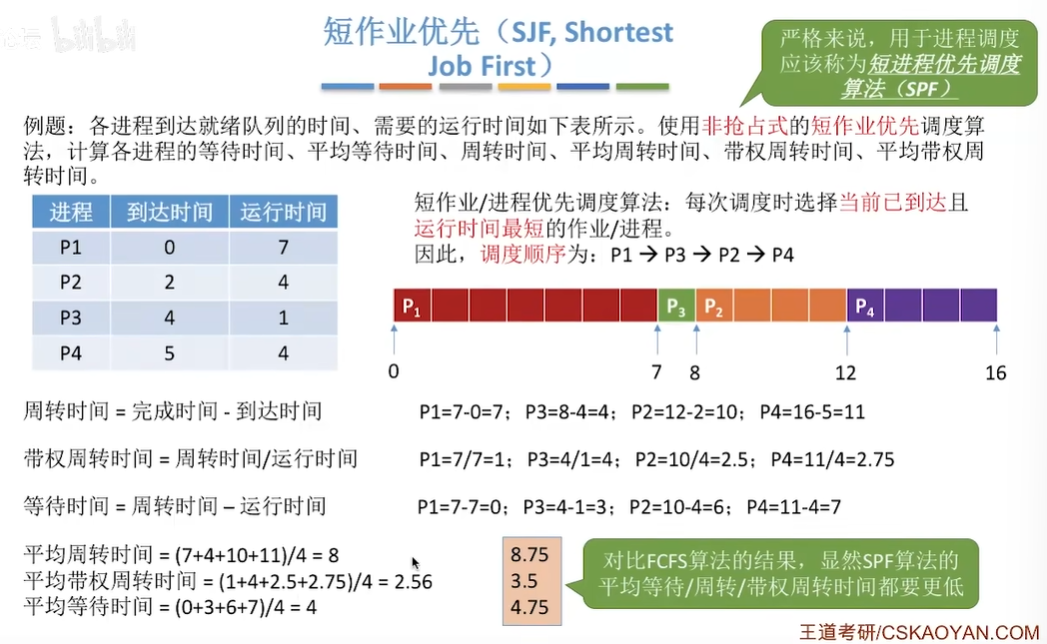 bilibili
短作业优先（SJF, Shortest
Job First）
严格来说，用于进程调度
应该称为短进程优先调度
算法（SPF）
例题：各进程到达就绪队列的时间、需要的运行时间如下表所示。使用非抢占式的短作业优先调度算
法，计算各进程的等待时间、平均等待时间、周转时间、平均周转时间、带权周转时间、平均带权周
转时间。
进程 到达时间 运行时间
P1 0 7
P2 2 4
P3 4 1
P4 5 4
短作业/进程优先调度算法：每次调度时选择当前已到达且
运行时间最短的作业/进程。
因此，调度顺序为：P1 → P3 → P2 → P4
P1 P3 P2 P4
0 7 8 12 16
周转时间 = 完成时间 - 到达时间 P1=7-0=7；P3=8-4=4；P2=12-2=10；P4=16-5=11
带权周转时间 = 周转时间/运行时间 P1=7/7=1；P3=4/1=4；P2=10/4=2.5；P4=11/4=2.75
等待时间 = 周转时间 – 运行时间 P1=7-7=0；P3=4-1=3；P2=10-4=6；P4=11-4=7
平均周转时间 = (7+4+10+11)/4 = 8
平均带权周转时间 = (1+4+2.5+2.75)/4 = 2.56
平均等待时间 = (0+3+6+7)/4 = 4
8.75
3.5
4.75
对比FCFS算法的结果，显然SPF算法的
平均等待/周转/带权周转时间都要更低
王道考研/CSKAOYAN.COM